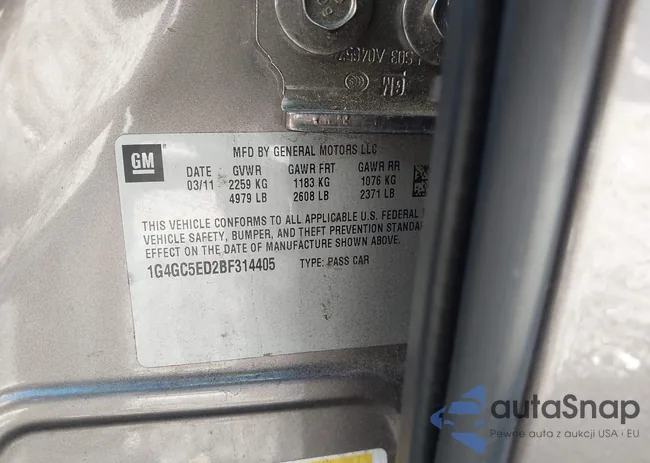 GM
MFD BY GENERAL MOTORS LLC
DATE GVWR GAWR FRT GAWR RR
03/11 2259 KG 1183 KG 1076 KG
4979 LB 2608 LB 2371 LB
THIS VEHICLE CONFORMS TO ALL APPLICABLE U.S. FEDERAL
VEHICLE SAFETY, BUMPER, AND THEFT PREVENTION STANDA
EFFECT ON THE DATE OF MANUFACTURE SHOWN ABOVE.
1G4GC5ED2BF314405 TYPE: PASS CAR
autaSnap
Pewne auta z aukcji USA i EU